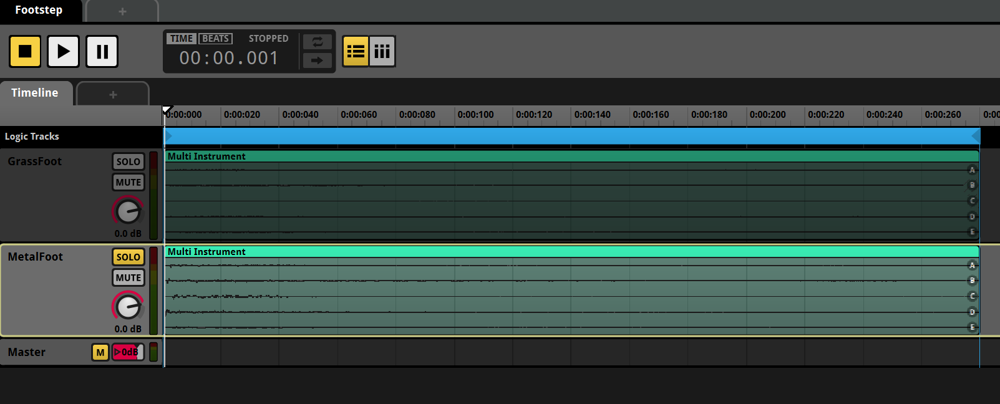 Footstep +
TIME BEATS STOPPED
00:00.001
Timeline +
0:00:000 0:00:020 0:00:040 0:00:060 0:00:080 0:00:100 0:00:120 0:00:140 0:00:160 0:00:180 0:00:200 0:00:220 0:00:240 0:00:260 0:00
Logic Tracks
GrassFoot SOLO Multi Instrument
MUTE
0.0 dB
A
B
C
D
E
MetalFoot SOLO Multi Instrument
MUTE
0.0 dB
A
B
C
D
E
Master M 0dB